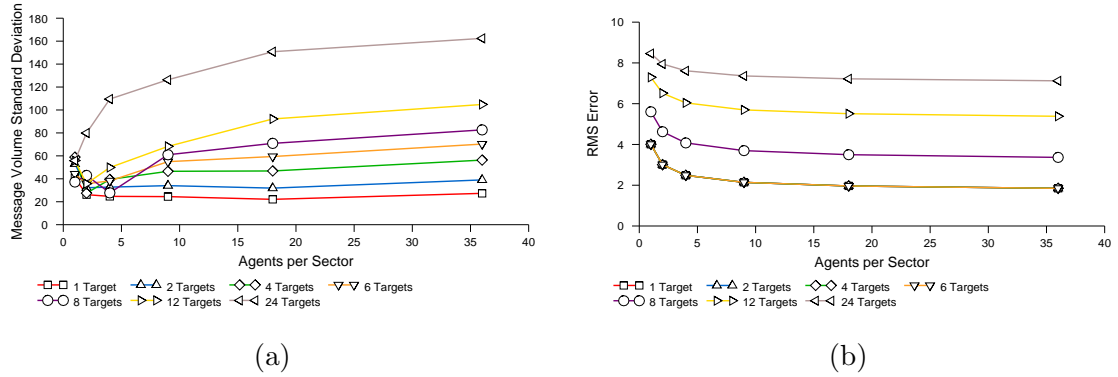 Message Volume Standard Deviation
180
160
140
120
100
80
60
40
20
0
0 5 10 15 20 25 30 35 40
Agents per Sector
1 Target 2 Targets 4 Targets 6 Targets
8 Targets 12 Targets 24 Targets
(a)
RMS Error
10
8
6
4
2
0
0 5 10 15 20 25 30 35 40
Agents per Sector
1 Target 2 Targets 4 Targets 6 Targets
8 Targets 12 Targets 24 Targets
(b)